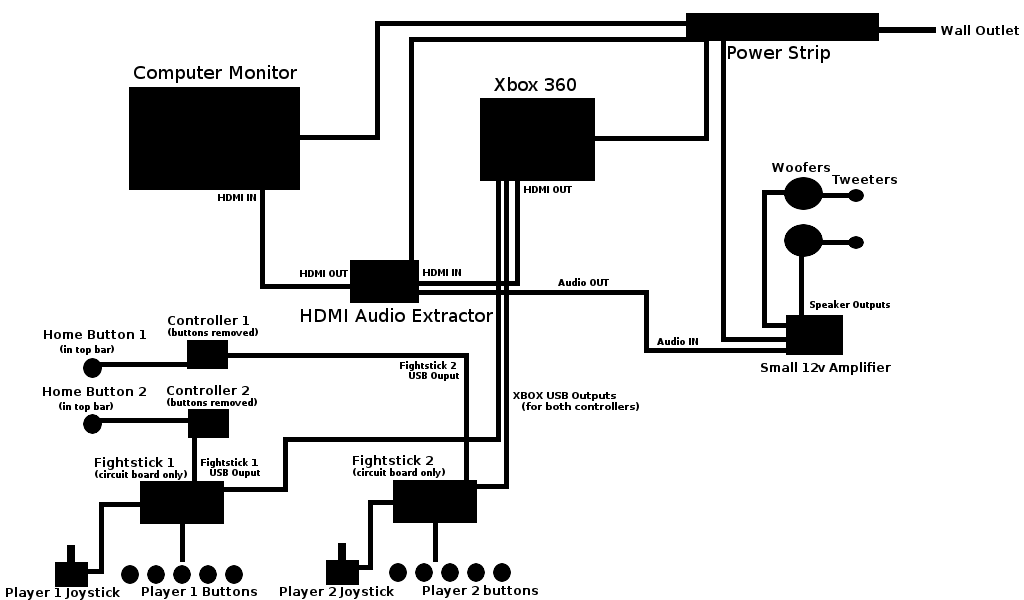 Wall Outlet
Power Strip
Computer Monitor
Xbox 360
Woofers
Tweeters
HDMI IN
HDMI OUT
HDMI OUT
HDMI IN
Audio OUT
HDMI Audio Extractor
Speaker Outputs
Audio IN
Small 12v Amplifier
Home Button 1
(in top bar)
Controller 1
(buttons removed)
Fightstick 2
USB Ouput
Home Button 2
(in top bar)
Controller 2
(buttons removed)
XBOX USB Outputs
(for both controllers)
Fightstick 1
(circuit board only)
Fightstick 1
USB Ouput
Fightstick 2
(circuit board only)
Player 1 Joystick
Player 1 Buttons
Player 2 Joystick
Player 2 buttons